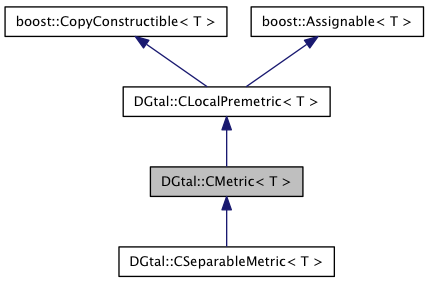 boost::CopyConstructible< T >
boost::Assignable< T >
DGtal::CLocalPremetric< T >
DGtal::CMetric< T >
DGtal::CSeparableMetric< T >